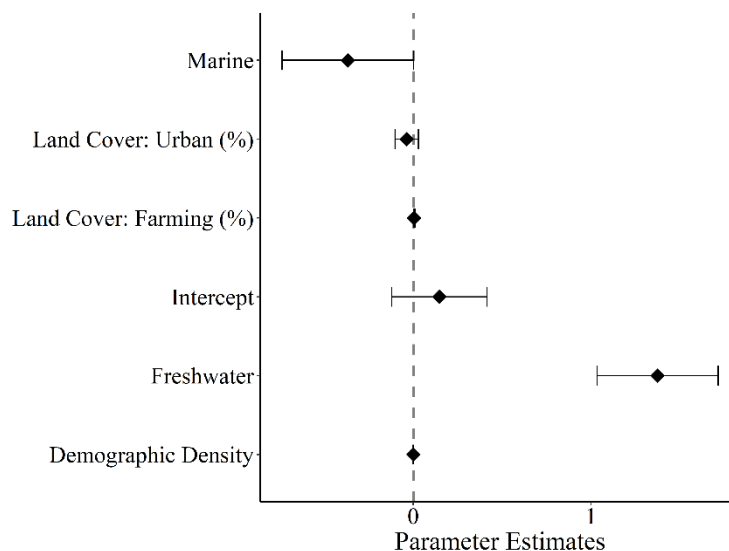 Marine
Land Cover: Urban (%)
Land Cover: Farming (%)
Intercept
Freshwater
Demographic Density
0 1
Parameter Estimates